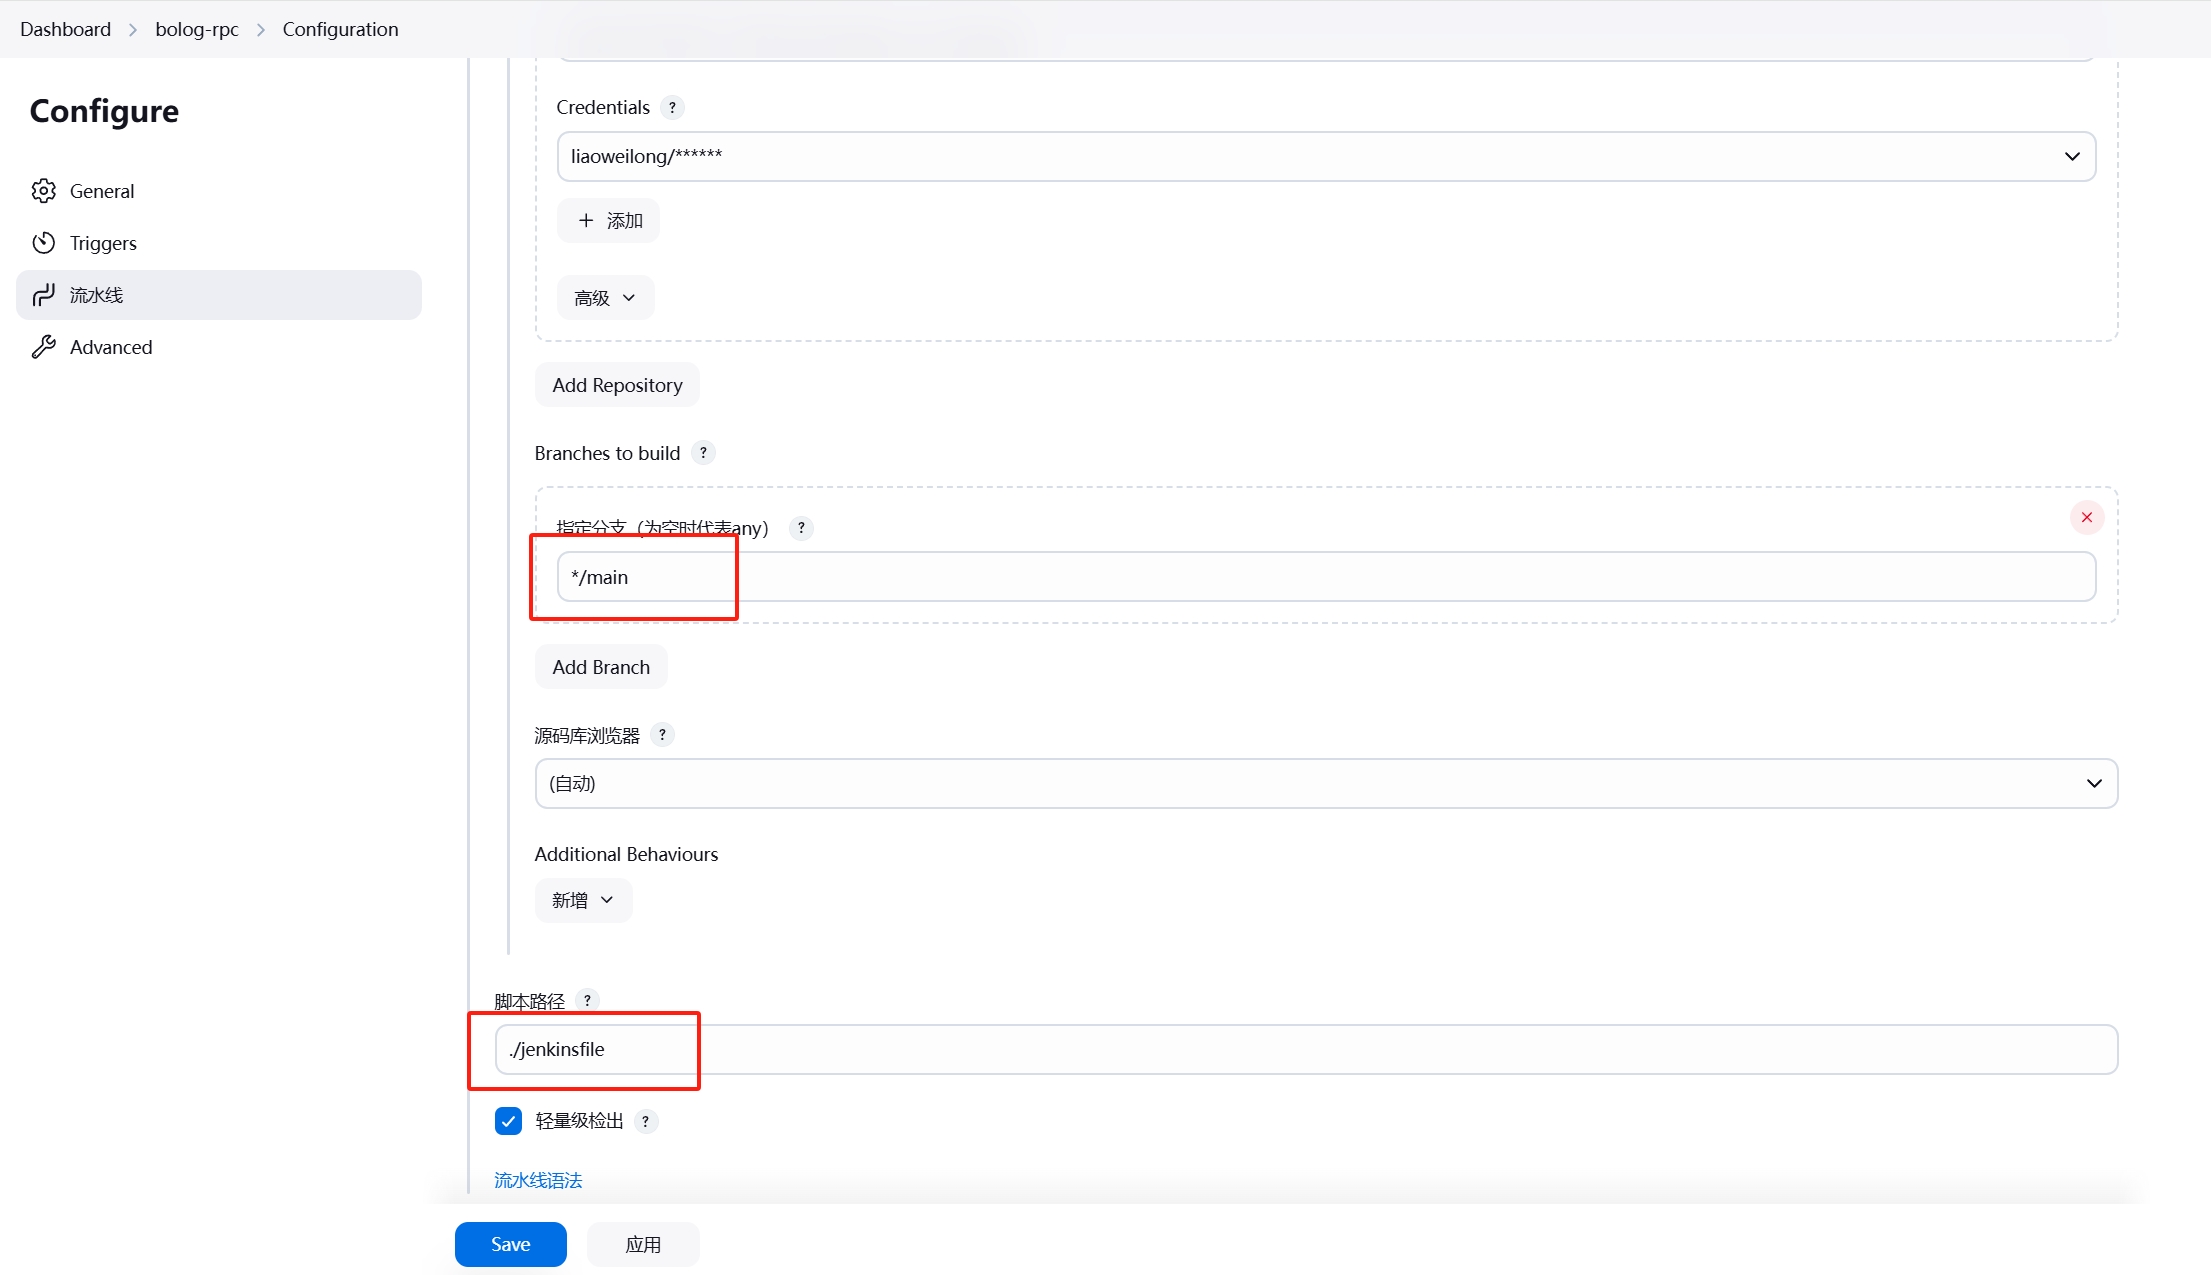 Dashboard > bolog-rpc > Configuration
Configure
General
Triggers
流水线
Advanced
Credentials ?
liaoweilong/******
+ 添加
高级
Add Repository
Branches to build ?
指定分支（为空时代表any） ?
*/main
Add Branch
源码库浏览器 ?
(自动)
Additional Behaviours
新增
脚本路径 ?
./jenkinsfile
轻量级检出 ?
流水线语法
Save
应用